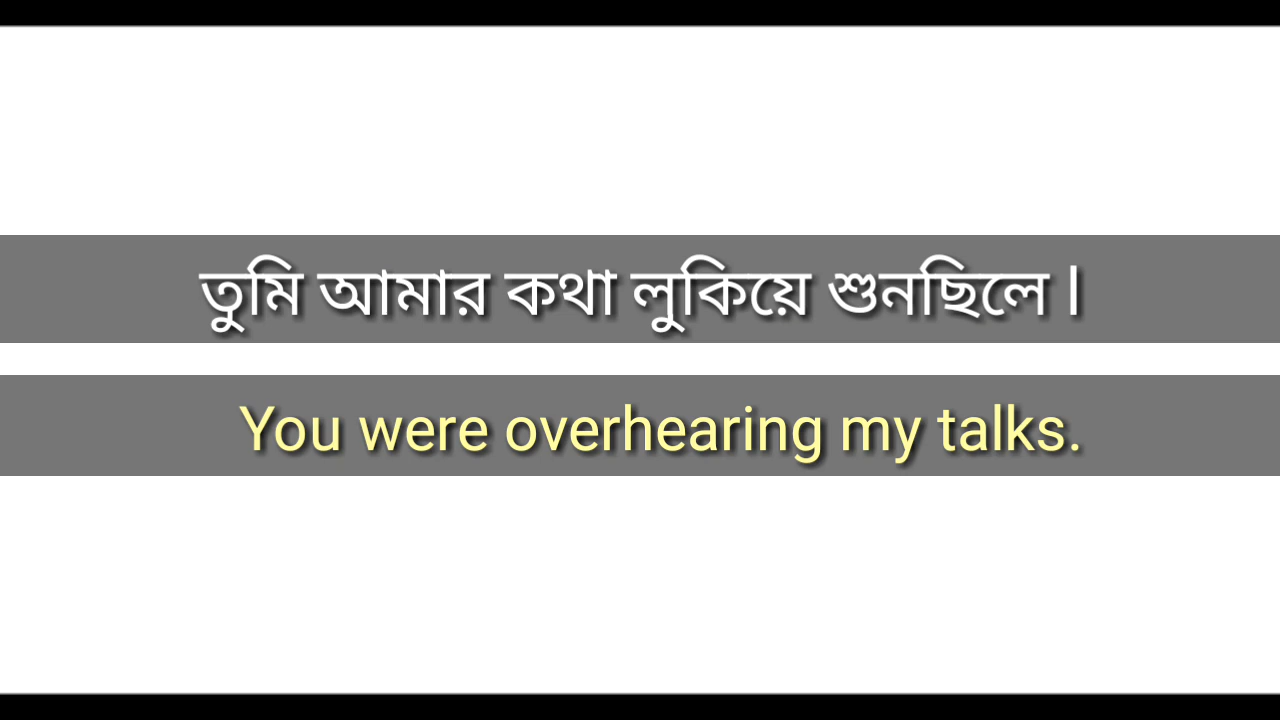 তুমি আমার কথা লুকিয়ে শুনছিলে l
You were overhearing my talks.